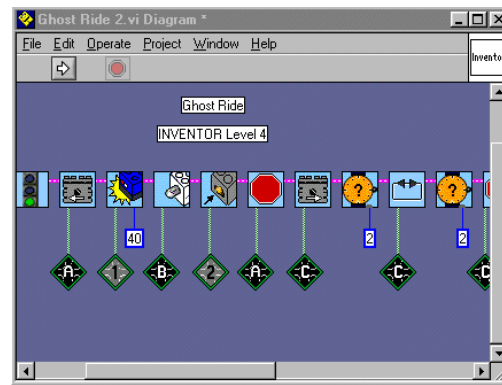 Ghost Ride 2.vi Diagram *
File Edit Operate Project Window Help
Invento
Ghost Ride
INVENTOR Level 4
? ?
40 2 2
A 1 B 2 A C C C